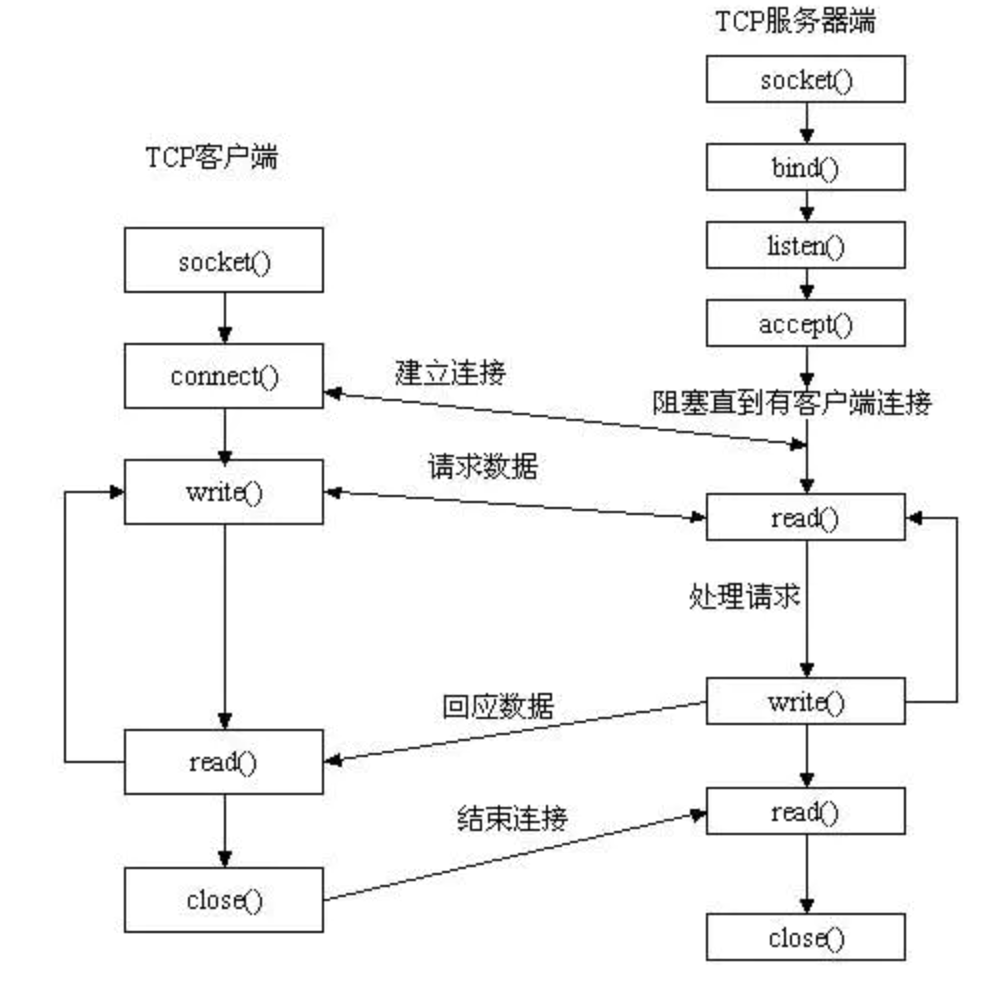 TCP服务器端
socket()
bind()
TCP客户端
listen()
socket()
accept()
connect()
建立连接
阻塞直到有客户端连接
请求数据
write()
read()
处理请求
write()
回应数据
read()
结束连接
read()
close()
close()